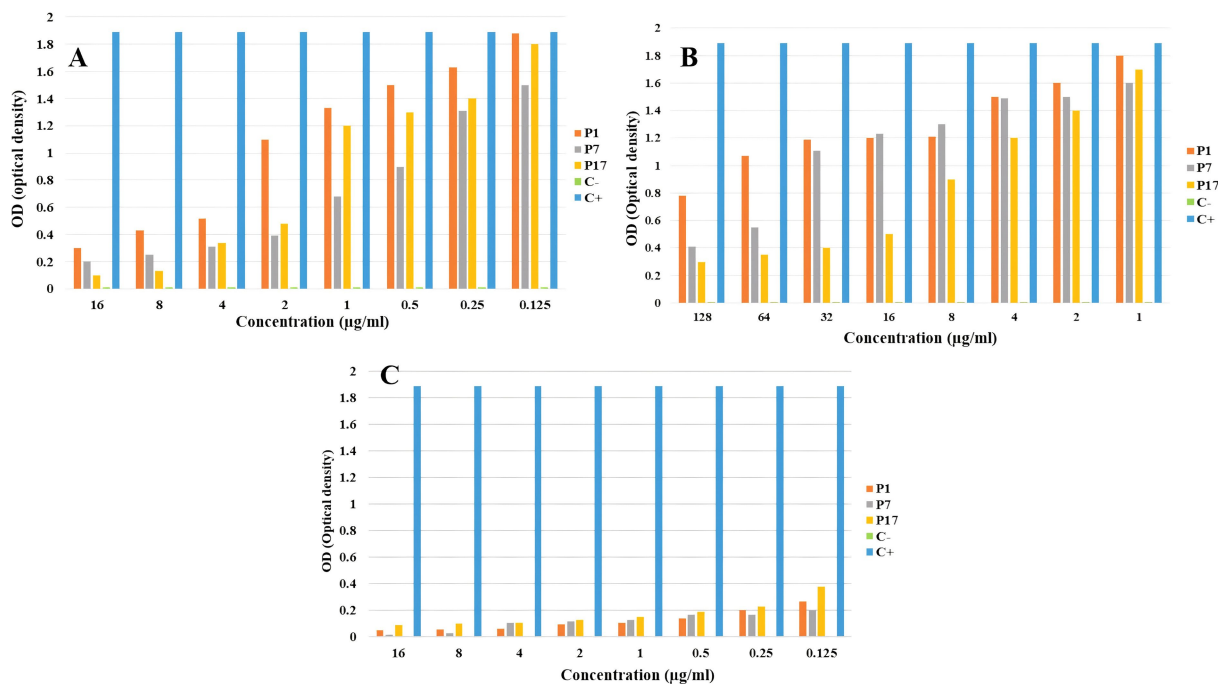 A
OD (optical density)
2
1.8
1.6
1.4
1.2
1
0.8
0.6
0.4
0.2
0
16 8 4 2 1 0.5 0.25 0.125
Concentration (µg/ml)
P1
P7
P17
C-
C+
B
OD (Optical density)
2
1.8
1.6
1.4
1.2
1
0.8
0.6
0.4
0.2
0
128 64 32 16 8 4 2 1
Concentration (µg/ml)
P1
P7
P17
C-
C+
C
OD (Optical density)
2
1.8
1.6
1.4
1.2
1
0.8
0.6
0.4
0.2
0
16 8 4 2 1 0.5 0.25 0.125
Concentration (µg/ml)
P1
P7
P17
C-
C+